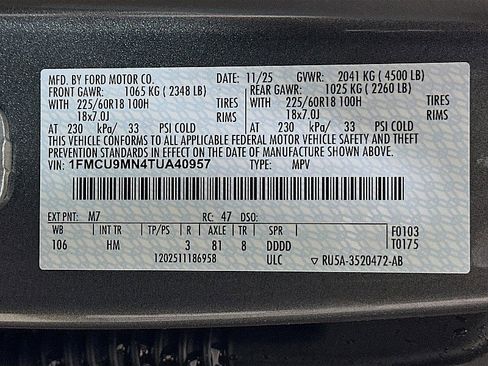 MFD. BY FORD MOTOR CO. DATE: 11/25 GVWR: 2041 KG ( 4500 LB)
FRONT GAWR: 1065 KG ( 2348 LB) REAR GAWR: 1025 KG ( 2260 LB)
WITH 225/60R18 100H TIRES WITH 225/60R18 100H TIRES
18x7.0J RIMS 18x7.0J RIMS
AT 230 kPa/ 33 PSI COLD AT 230 kPa/ 33 PSI COLD
THIS VEHICLE CONFORMS TO ALL APPLICABLE FEDERAL MOTOR VEHICLE SAFETY
STANDARDS IN EFFECT ON THE DATE OF MANUFACTURE SHOWN ABOVE.
VIN: 1FMCU9MN4TUA40957 TYPE: MPV
EXT PNT: M7 RC: 47 DSO:
WB INT TR TP/PS R AXLE TR SPR F0103
106 HM 3 81 8 DDDD T0175
1202511186958 ULC ▽ RU5A-3520472-AB